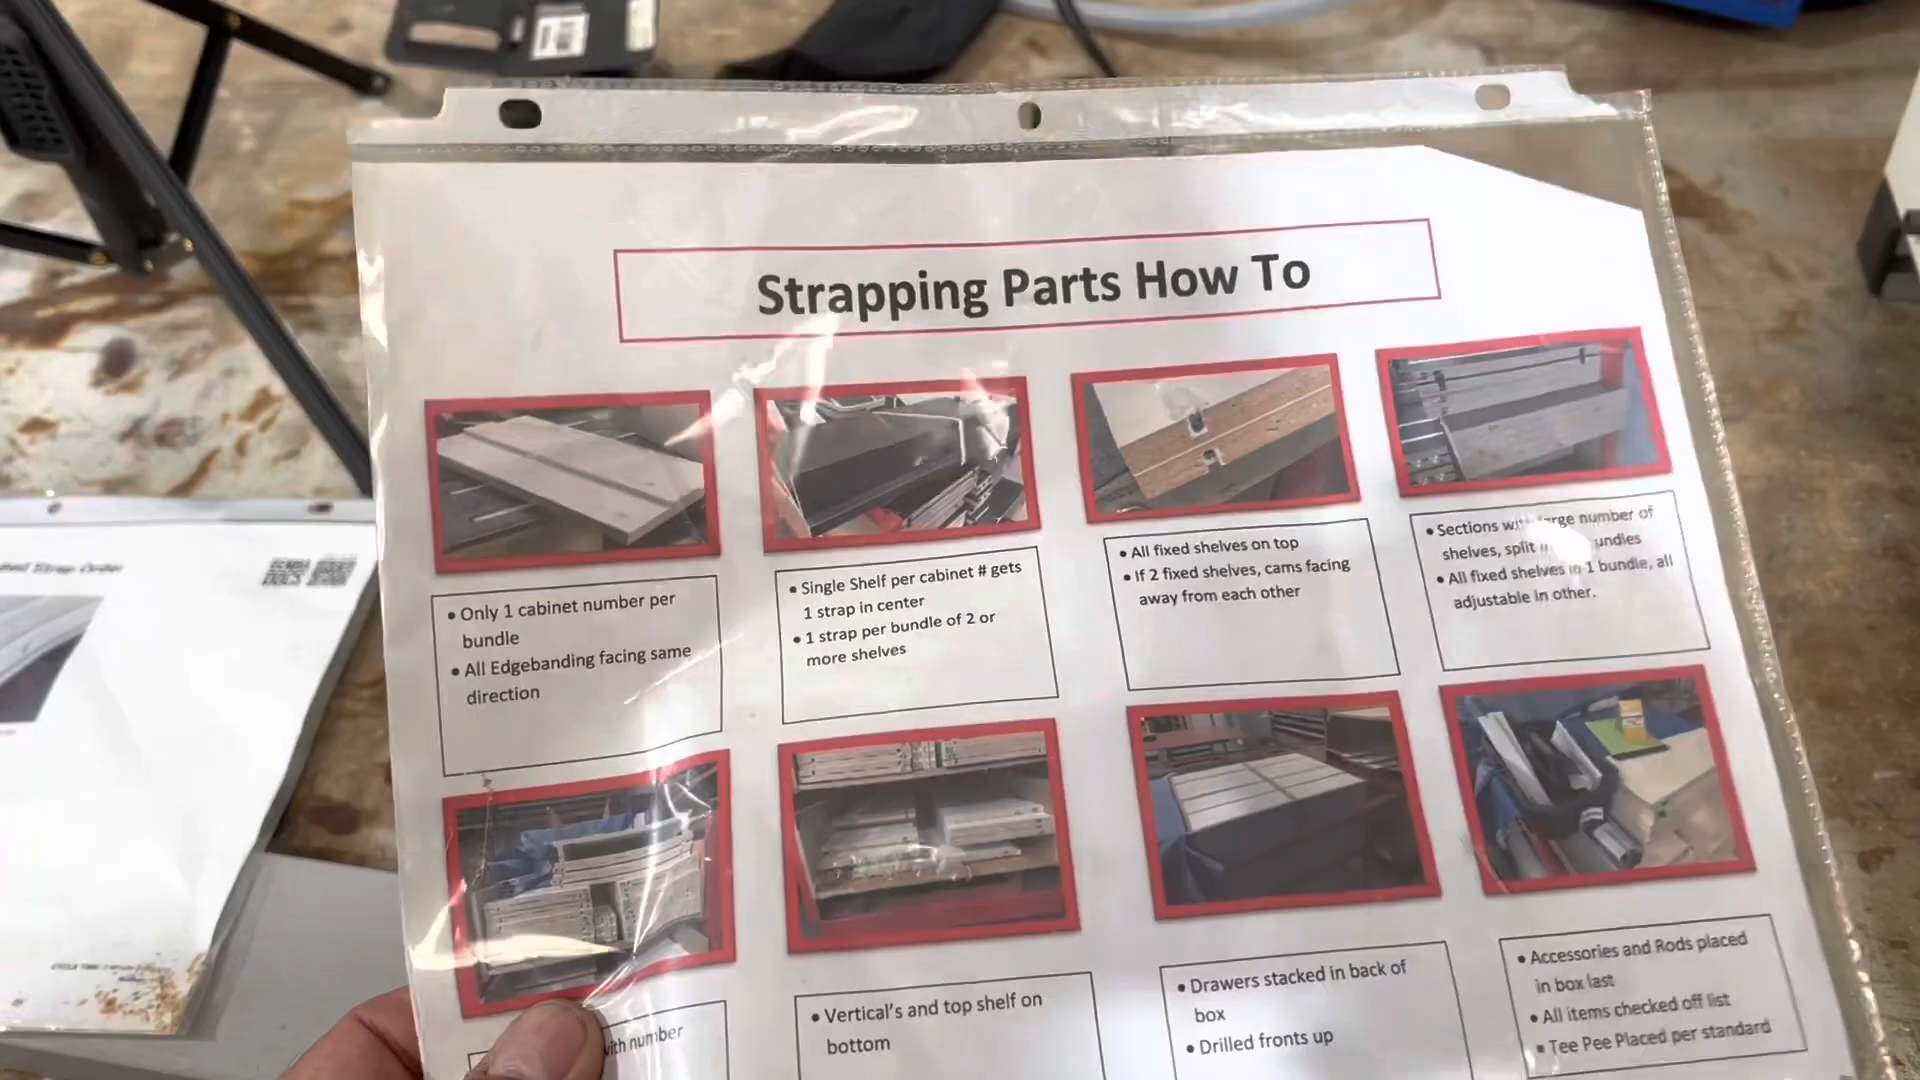 Strapping Parts How To
• Only 1 cabinet number per
bundle
• All Edgebanding facing same
direction
• Single Shelf per cabinet # gets
1 strap in center
• 1 strap per bundle of 2 or
more shelves
• All fixed shelves on top
• If 2 fixed shelves, cams facing
away from each other
• Sections number of
shelves, split
• All fixed shelves in 1 bundle, all
adjustable in other.
with number
• Vertical's and top shelf on
bottom
• Drawers stacked in back of
box
• Drilled fronts up
• Accessories and Rods placed
in box last
• All items checked off list
• Tee Pee Placed per standard
Strap Order